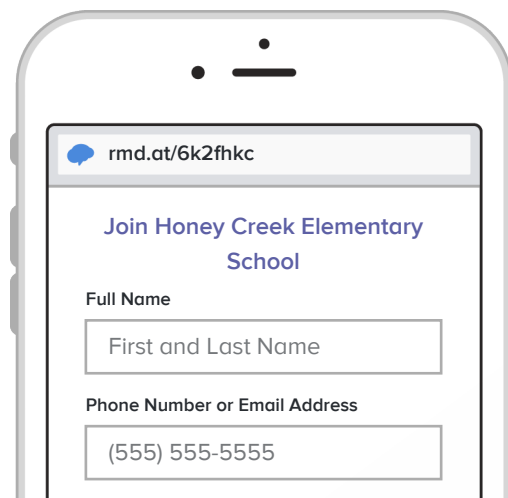 rmd.at/6k2fhkc
Join Honey Creek Elementary
School
Full Name
First and Last Name
Phone Number or Email Address
(555) 555-5555